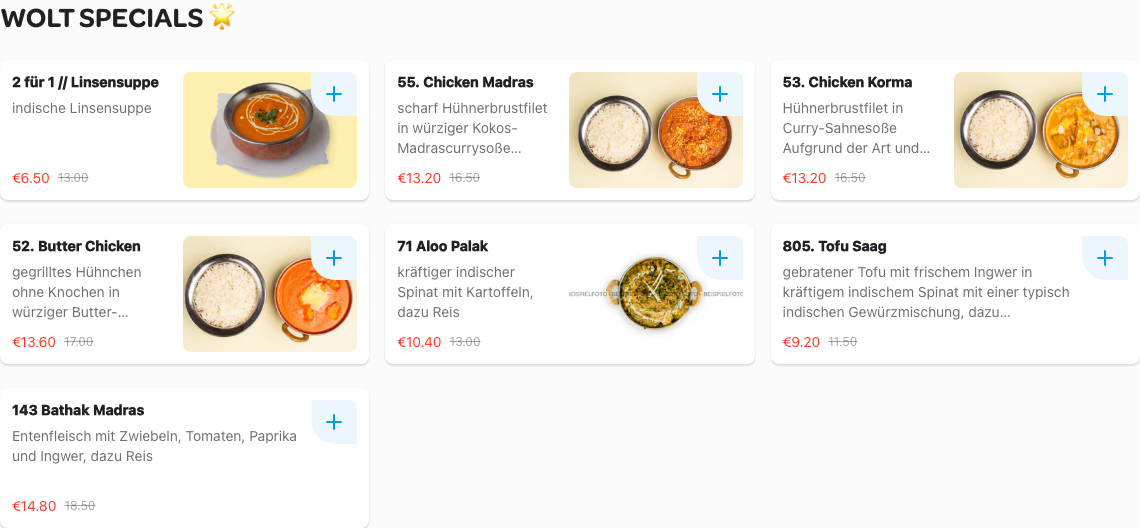 WOLT SPECIALS 🌟
2 für 1 // Linsensuppe
indische Linsensuppe
€6.50 13.00
55. Chicken Madras
scharf Hühnerbrustfilet
in würziger Kokos-
Madrascurrysoße...
€13.20 16.50
53. Chicken Korma
Hühnerbrustfilet in
Curry-Sahnesoße
Aufgrund der Art und...
€13.20 16.50
52. Butter Chicken
gegrilltes Hühnchen
ohne Knochen in
würziger Butter-...
€13.60 17.00
71 Aloo Palak
kräftiger indischer
Spinat mit Kartoffeln,
dazu Reis
€10.40 13.00
805. Tofu Saag
gebratener Tofu mit frischem Ingwer in
kräftigem indischem Spinat mit einer typisch
indischen Gewürzmischung, dazu...
€9.20 11.50
143 Bathak Madras
Entenfleisch mit Zwiebeln, Tomaten, Paprika
und Ingwer, dazu Reis
€14.80 18.50